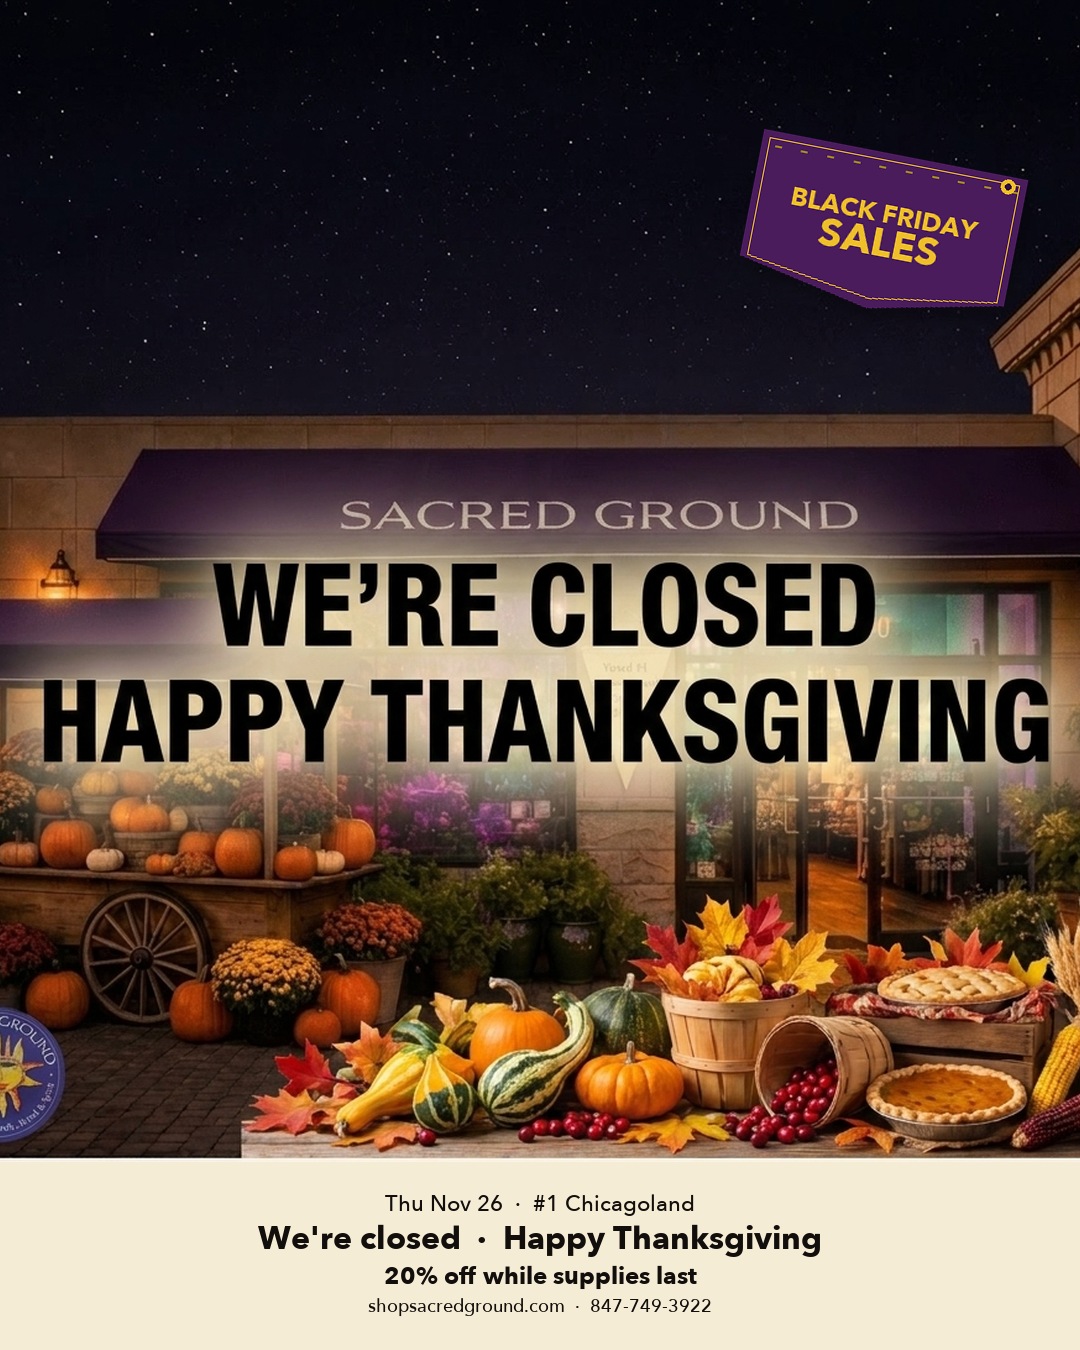 BLACK FRIDAY
SALES
SACRED GROUND
WE’RE CLOSED
HAPPY THANKSGIVING
GROUND
Thu Nov 26 · #1 Chicagoland
We're closed · Happy Thanksgiving
20% off while supplies last
shopsacredground.com · 847-749-3922